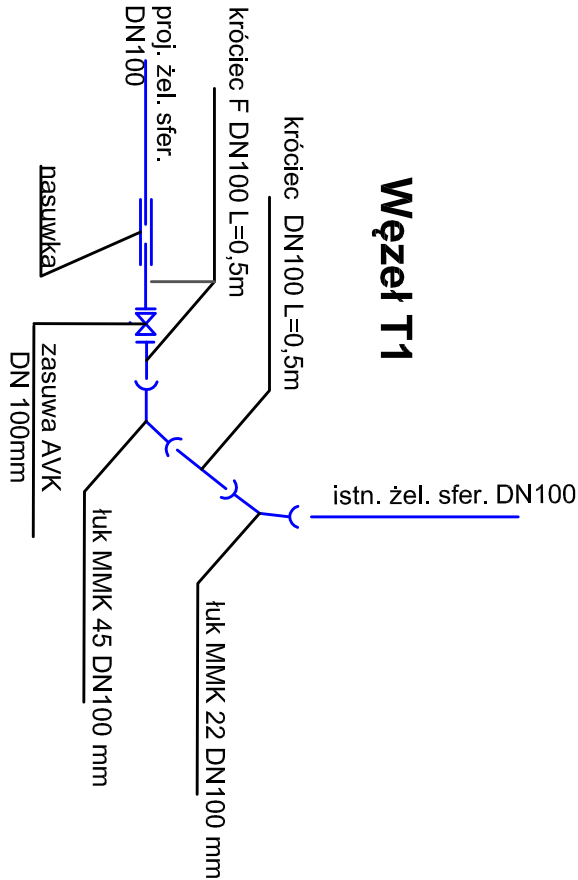 Węzeł T1
istn. żel. sfer. DN100
króciec DN100 L=0,5m
króciec F DN100 L=0,5m
proj. żel. sfer.
DN100
nasuwka
zasuwa AVK
DN 100mm
łuk MMK 45 DN100 mm
łuk MMK 22 DN100 mm